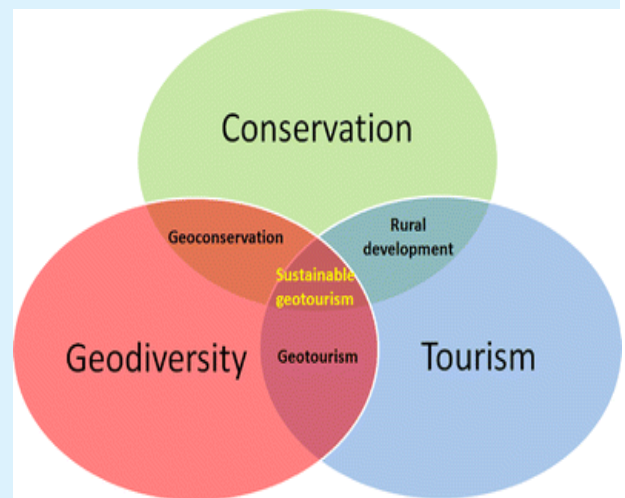 Conservation
Geoconservation
Rural
development
Sustainable
geotourism
Geodiversity
Geotourism
Tourism